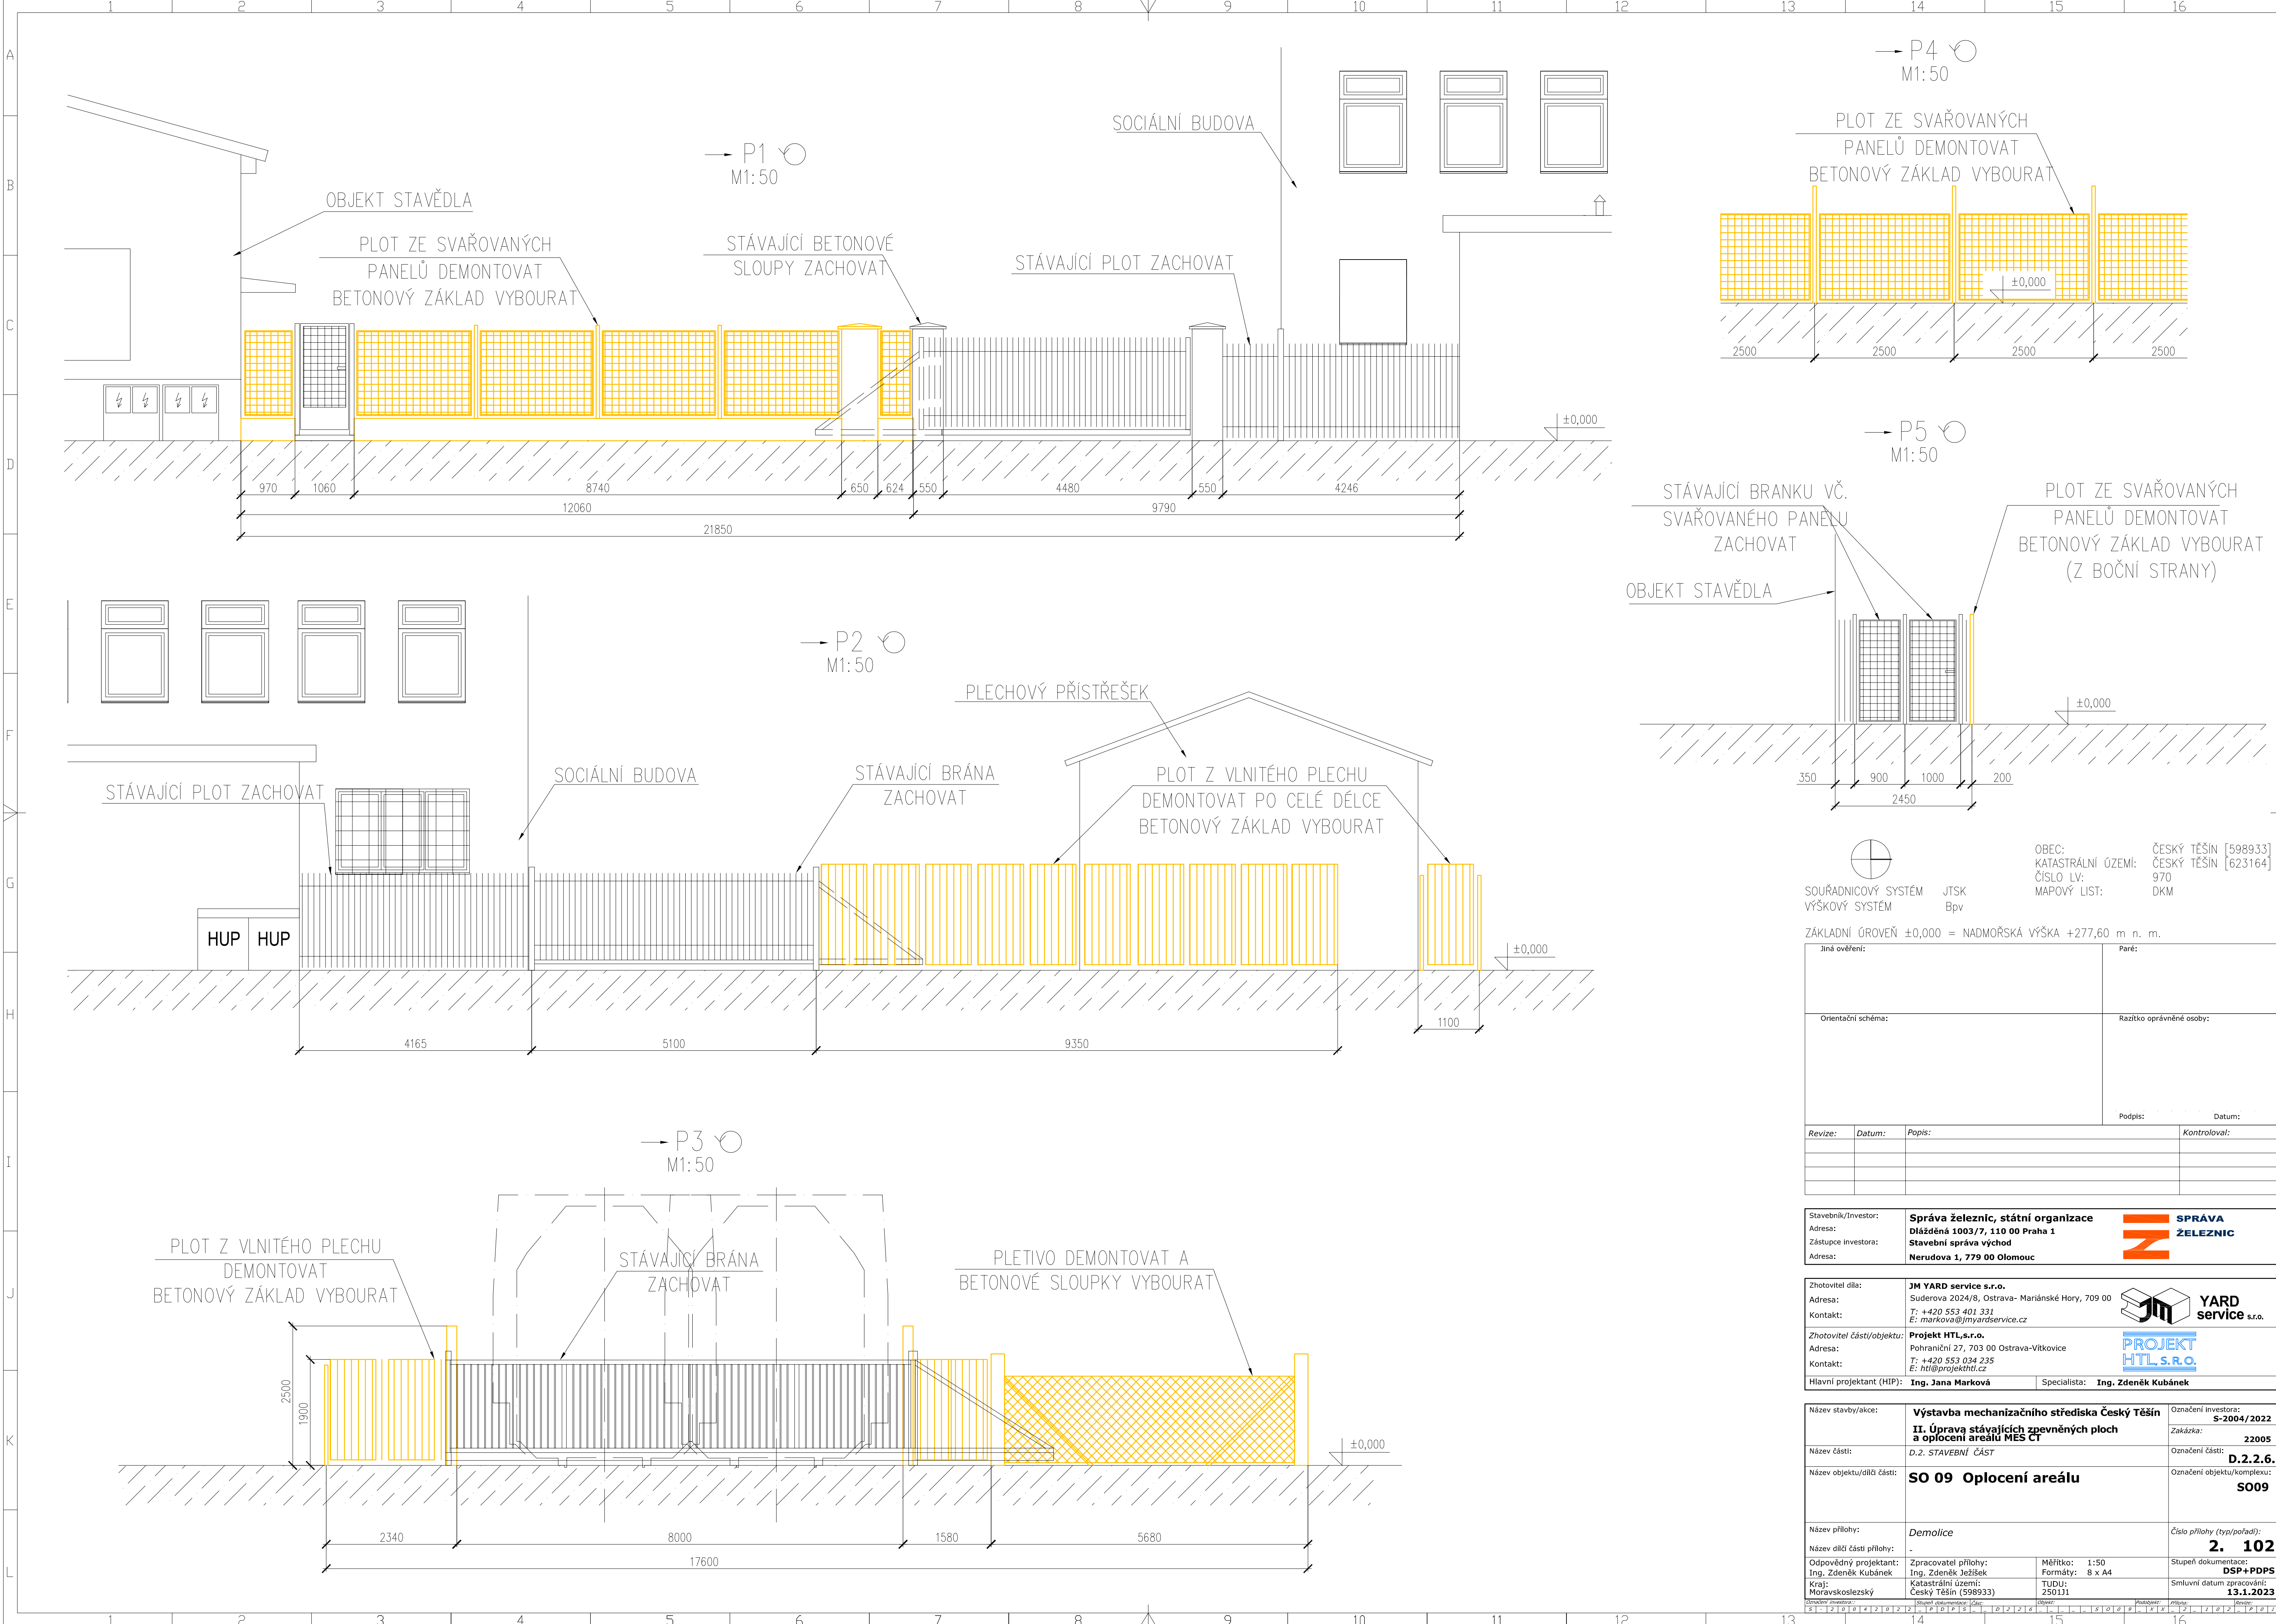 1 2 3 4 5 6 7 8 9 10 11 12 13 14 15 16
A
B
C
D
E
F
G
H
I
J
K
L
P1
M1:50
OBJEKT STAVĚDLA
PLOT ZE SVAŘOVANÝCH
PANELŮ DEMONTOVAT
BETONOVÝ ZÁKLAD VYBOURAT
STÁVAJÍCÍ BETONOVÉ
SLOUPY ZACHOVAT
STÁVAJÍCÍ PLOT ZACHOVAT
SOCIÁLNÍ BUDOVA
±0,000
970 1060 8740 650 624 550 4480 550 4246
12060 9790
21850
P4
M1:50
PLOT ZE SVAŘOVANÝCH
PANELŮ DEMONTOVAT
BETONOVÝ ZÁKLAD VYBOURAT
±0,000
2500 2500 2500 2500
P5
M1:50
STÁVAJÍCÍ BRANKU VČ.
SVAŘOVANÉHO PANELU
ZACHOVAT
PLOT ZE SVAŘOVANÝCH
PANELŮ DEMONTOVAT
BETONOVÝ ZÁKLAD VYBOURAT
(Z BOČNÍ STRANY)
OBJEKT STAVĚDLA
±0,000
350 900 1000 200
2450
P2
M1:50
PLECHOVÝ PŘÍSTŘEŠEK
STÁVAJÍCÍ PLOT ZACHOVAT
SOCIÁLNÍ BUDOVA
STÁVAJÍCÍ BRÁNA
ZACHOVAT
PLOT Z VLNITÉHO PLECHU
DEMONTOVAT PO CELÉ DÉLCE
BETONOVÝ ZÁKLAD VYBOURAT
HUP HUP
±0,000
1100
4165 5100 9350
P3
M1:50
PLOT Z VLNITÉHO PLECHU
DEMONTOVAT
BETONOVÝ ZÁKLAD VYBOURAT
STÁVAJÍCÍ BRÁNA
ZACHOVAT
PLETIVO DEMONTOVAT A
BETONOVÉ SLOUPKY VYBOURAT
2500
1900
±0,000
2340 8000 1580 5680
17600
SOUŘADNICOVÝ SYSTÉM JTSK
VÝŠKOVÝ SYSTÉM Bpv
OBEC: ČESKÝ TĚŠÍN [598933]
KATASTRÁLNÍ ÚZEMÍ: ČESKÝ TĚŠÍN [623164]
ČÍSLO LV: 970
MAPOVÝ LIST: DKM
ZÁKLADNÍ ÚROVEŇ ±0,000 = NADMOŘSKÁ VÝŠKA +277,60 m n. m.
Jiná ověření: Paré:
Orientační schéma: Razítko oprávněné osoby:
Podpis: Datum:
Revize: Datum: Popis: Kontroloval:
Stavebník/Investor: Správa železnic, státní organizace
Adresa: Dlážděná 1003/7, 110 00 Praha 1
Zástupce investora: Stavební správa východ
Adresa: Nerudova 1, 779 00 Olomouc
SPRÁVA
ŽELEZNIC
Zhotovitel díla: JM YARD service s.r.o.
Adresa: Suderova 2024/8, Ostrava- Mariánské Hory, 709 00
Kontakt: T: +420 553 401 331
E: markova@jmyardservice.cz
JM YARD
service s.r.o.
Zhotovitel části/objektu: Projekt HTL,s.r.o.
Adresa: Pohraniční 27, 703 00 Ostrava-Vítkovice
Kontakt: T: +420 553 034 235
E: htl@projekthtl.cz
PROJEKT
HTL, S. R. O.
Hlavní projektant (HIP): Ing. Jana Marková Specialista: Ing. Zdeněk Kubánek
Název stavby/akce: Výstavba mechanizačního střediska Český Těšín
II. Úprava stávajících zpevněných ploch
a oplocení areálu MES ČT
Označení investora:
S-2004/2022
Zakázka:
22005
Název části: D.2. STAVEBNÍ ČÁST
Označení části:
D.2.2.6.
Název objektu/dílčí části: SO 09 Oplocení areálu
Označení objektu/komplexu:
SO09
Název přílohy: Demolice
Název dílčí části přílohy: -
Číslo přílohy (typ/pořadí):
2. 102
Odpovědný projektant: Zpracovatel přílohy: Měřítko: 1:50 Stupeň dokumentace:
Ing. Zdeněk Kubánek Ing. Zdeněk Ježíšek Formáty: 8 x A4 DSP+PDPS
Kraj: Katastrální území: TUDU: Smluvní datum zpracování:
Moravskoslezský Český Těšín (598933) 2501J1 13.1.2023